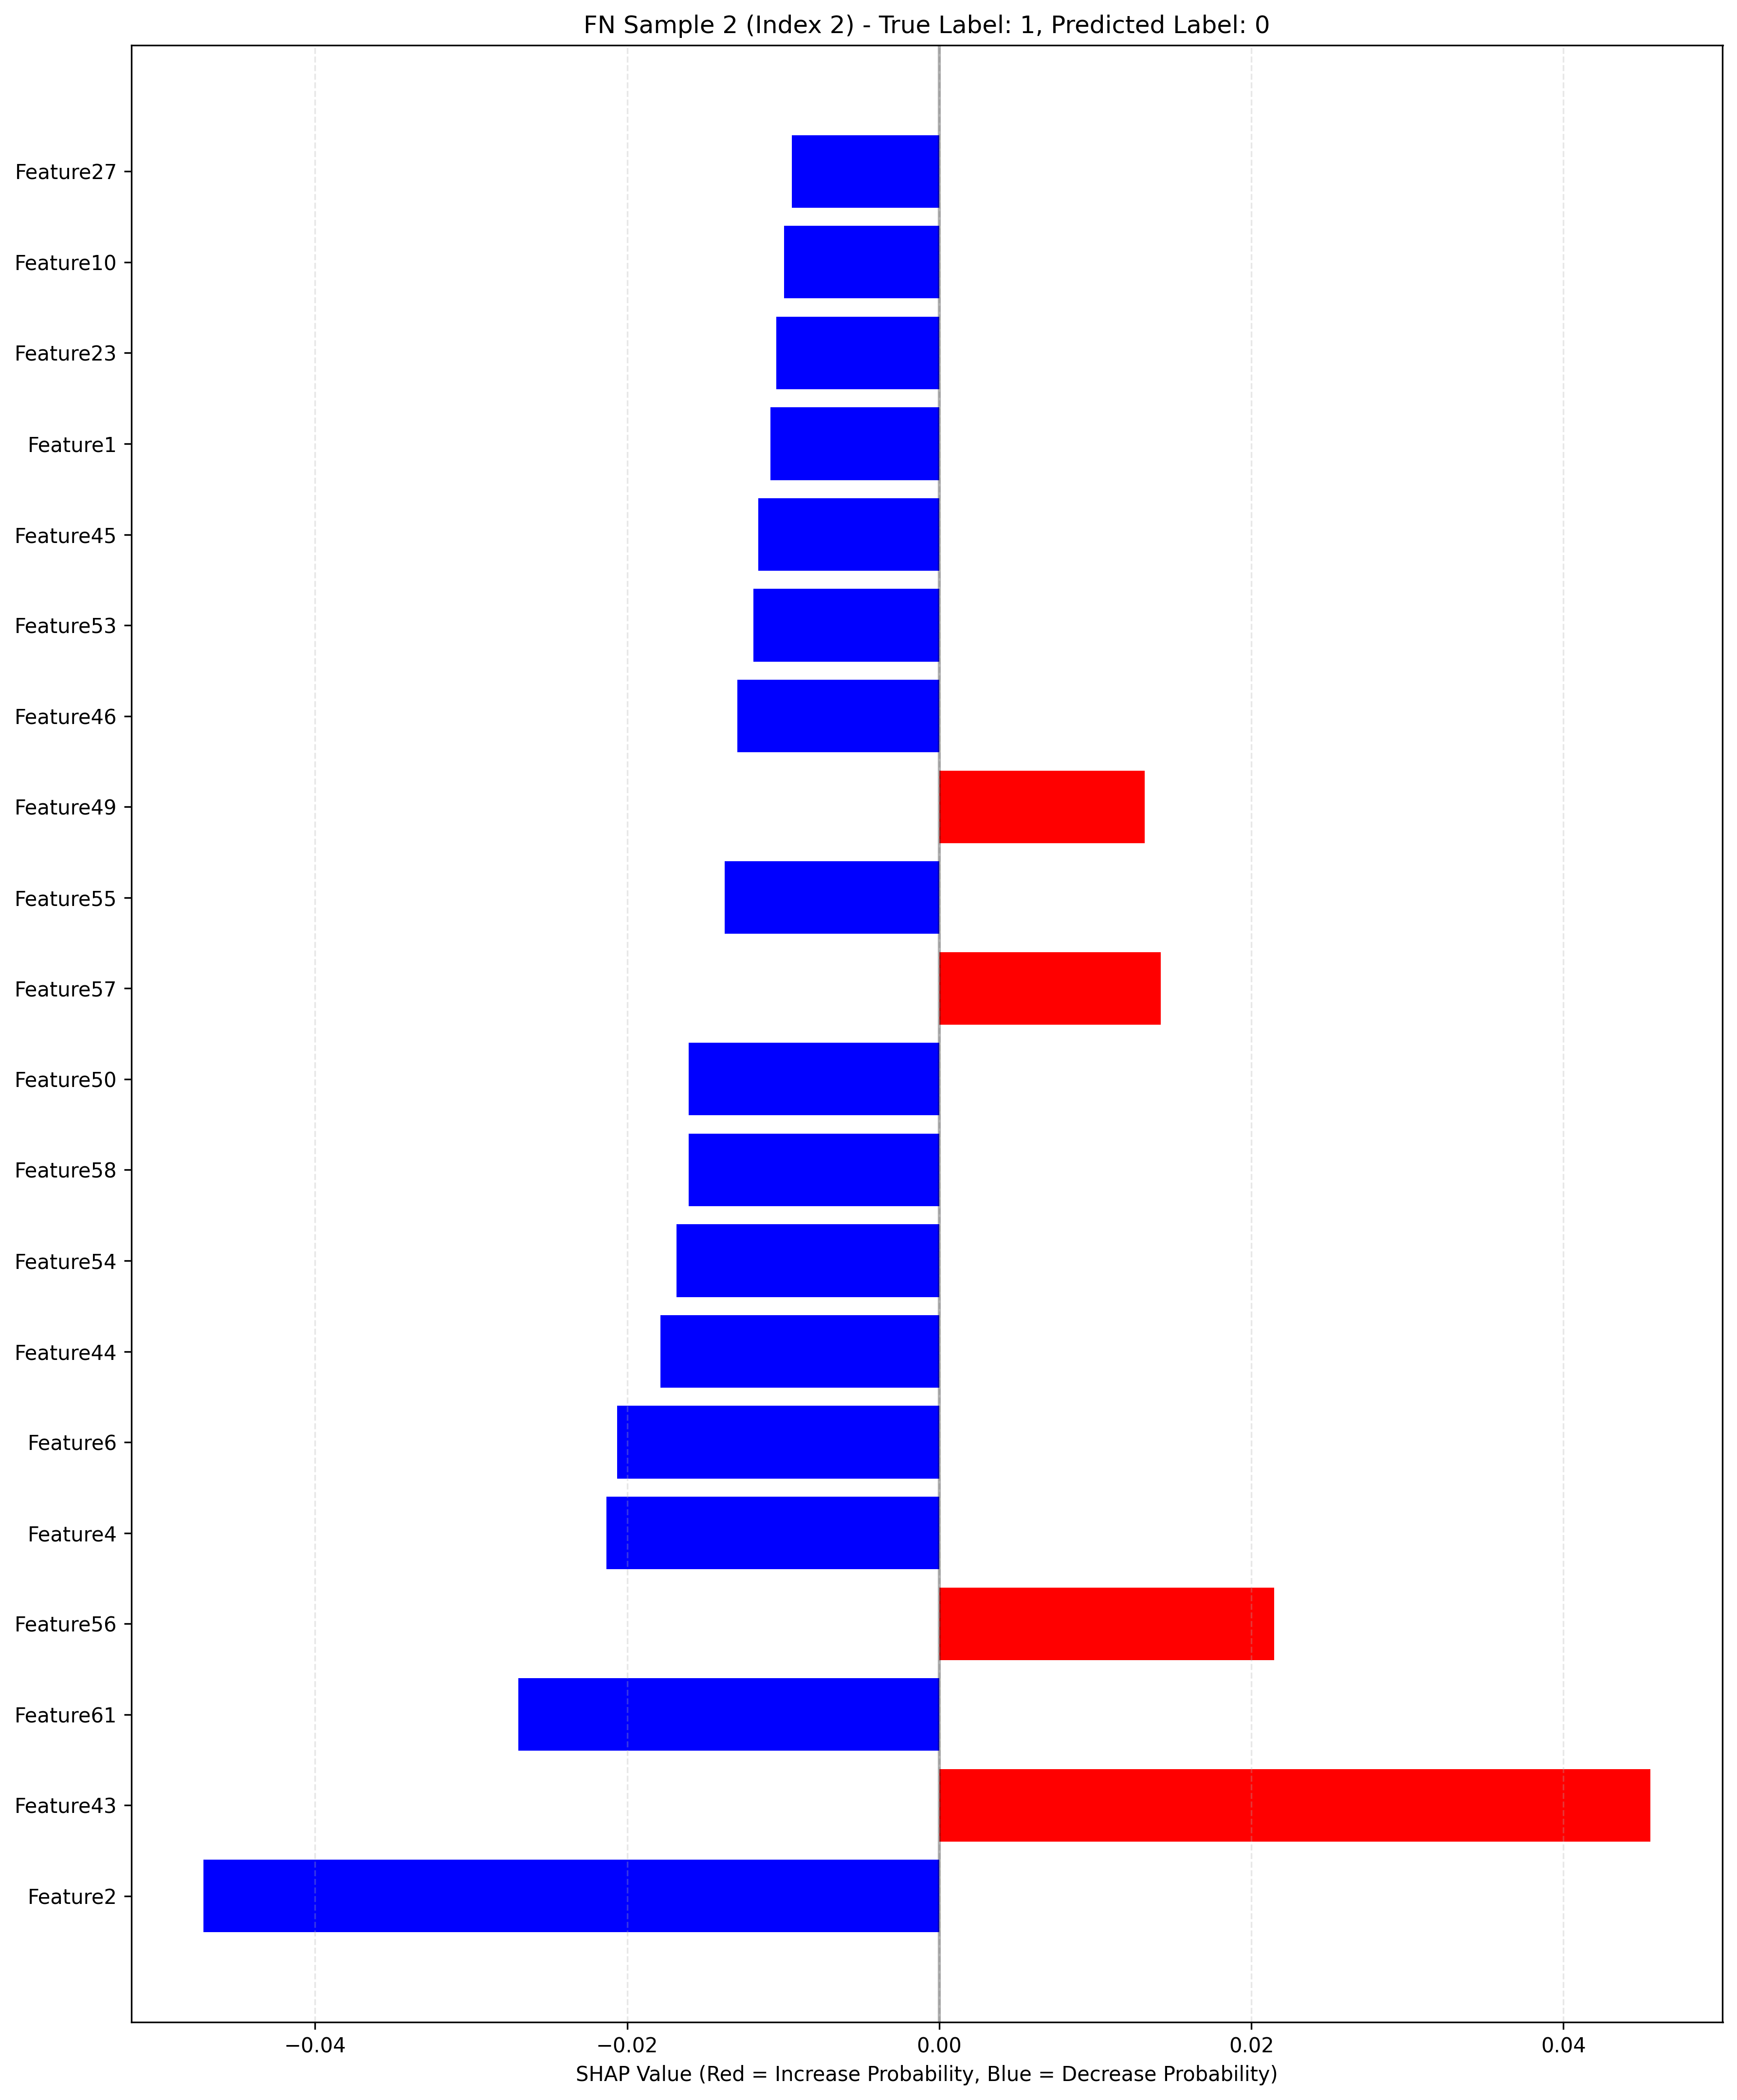 FN Sample 2 (Index 2) - True Label: 1, Predicted Label: 0
Feature27
Feature10
Feature23
Feature1
Feature45
Feature53
Feature46
Feature49
Feature55
Feature57
Feature50
Feature58
Feature54
Feature44
Feature6
Feature4
Feature56
Feature61
Feature43
Feature2
−0.04 −0.02 0.00 0.02 0.04
SHAP Value (Red = Increase Probability, Blue = Decrease Probability)